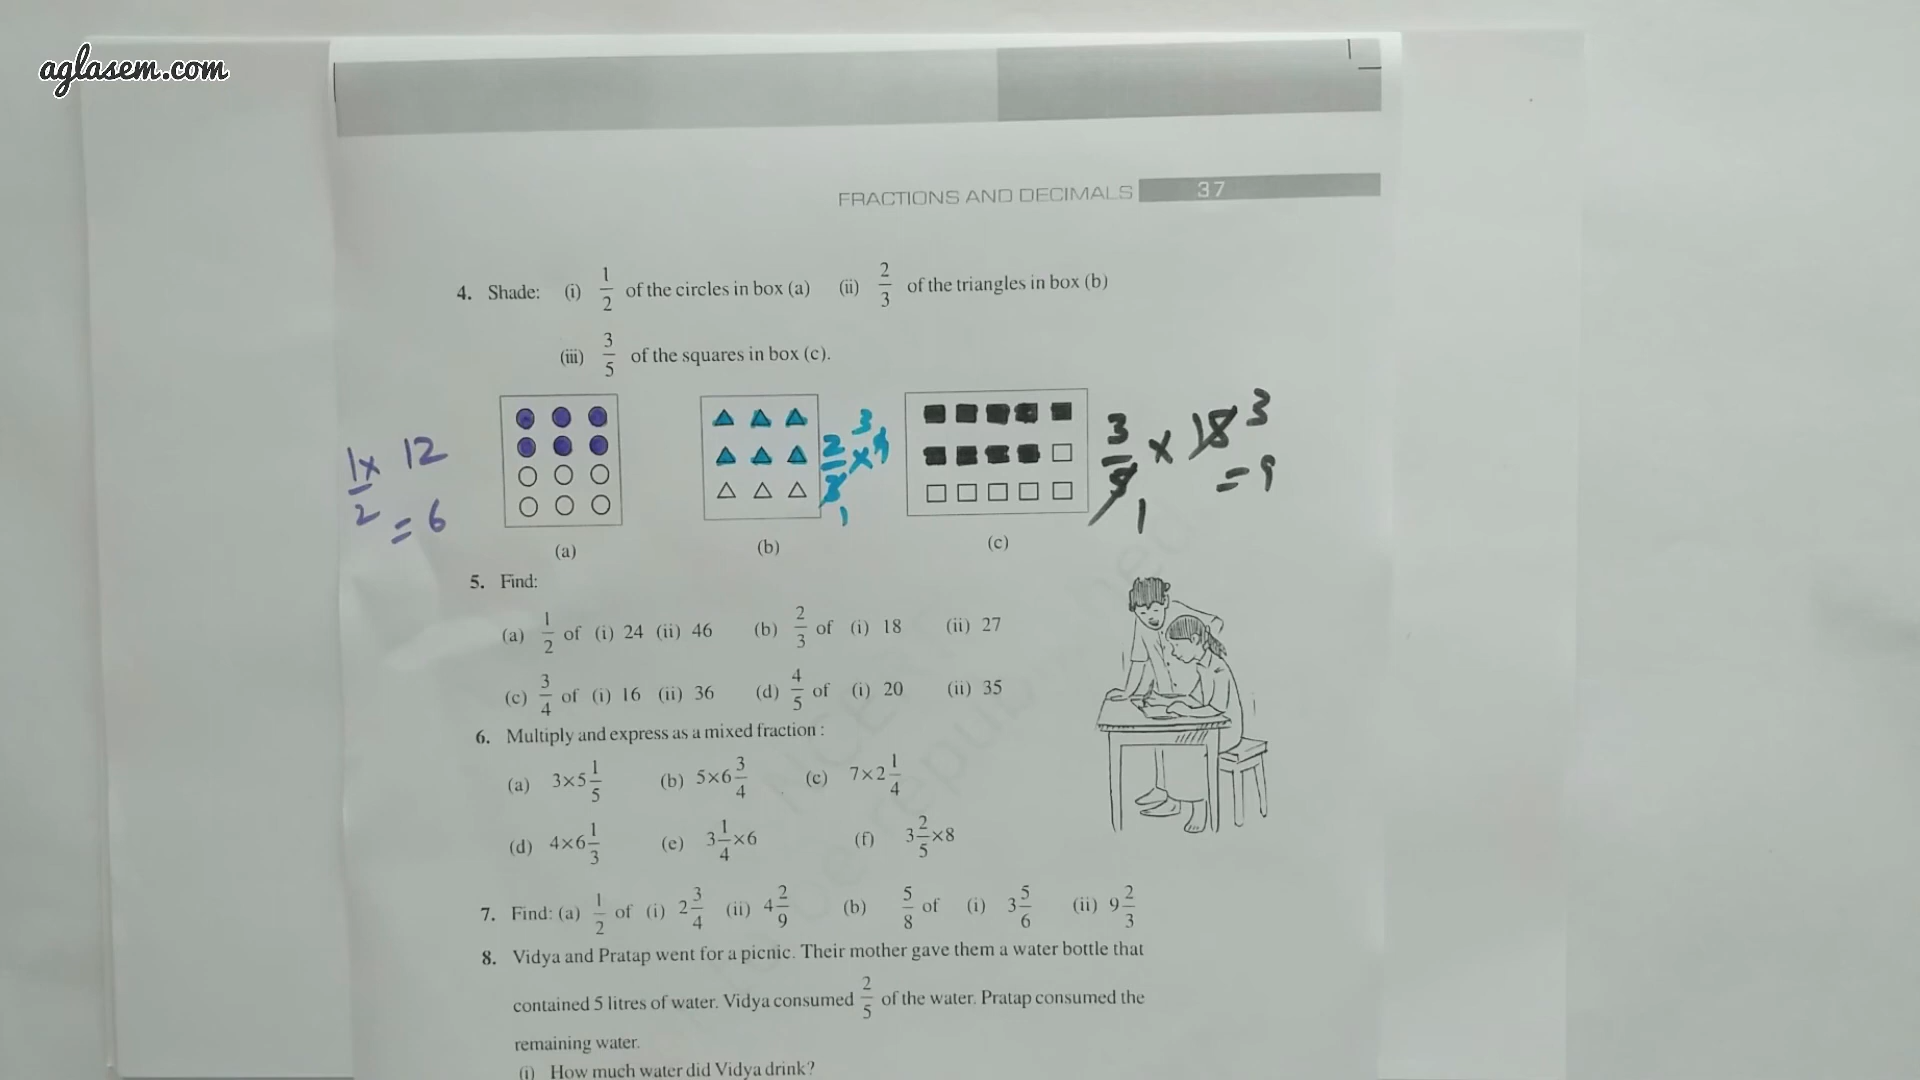 aglasem.com
FRACTIONS AND DECIMALS 37
4. Shade: (i) 1/2 of the circles in box (a) (ii) 2/3 of the triangles in box (b)
(iii) 3/5 of the squares in box (c).
1/2 x 12
= 6
2/3 x 3
1
3/5 x 3
1
= 9
(a) (b) (c)
5. Find:
(a) 1/2 of (i) 24 (ii) 46 (b) 2/3 of (i) 18 (ii) 27
(c) 3/4 of (i) 16 (ii) 36 (d) 4/5 of (i) 20 (ii) 35
6. Multiply and express as a mixed fraction :
(a) 3×5 1/5 (b) 5×6 3/4 (c) 7×2 1/4
(d) 4×6 1/3 (e) 3 1/4×6 (f) 3 2/5×8
7. Find: (a) 1/2 of (i) 2 3/4 (ii) 4 2/9 (b) 5/8 of (i) 3 5/6 (ii) 9 2/3
8. Vidya and Pratap went for a picnic. Their mother gave them a water bottle that
contained 5 litres of water. Vidya consumed 2/5 of the water. Pratap consumed the
remaining water.
(i) How much water did Vidya drink?